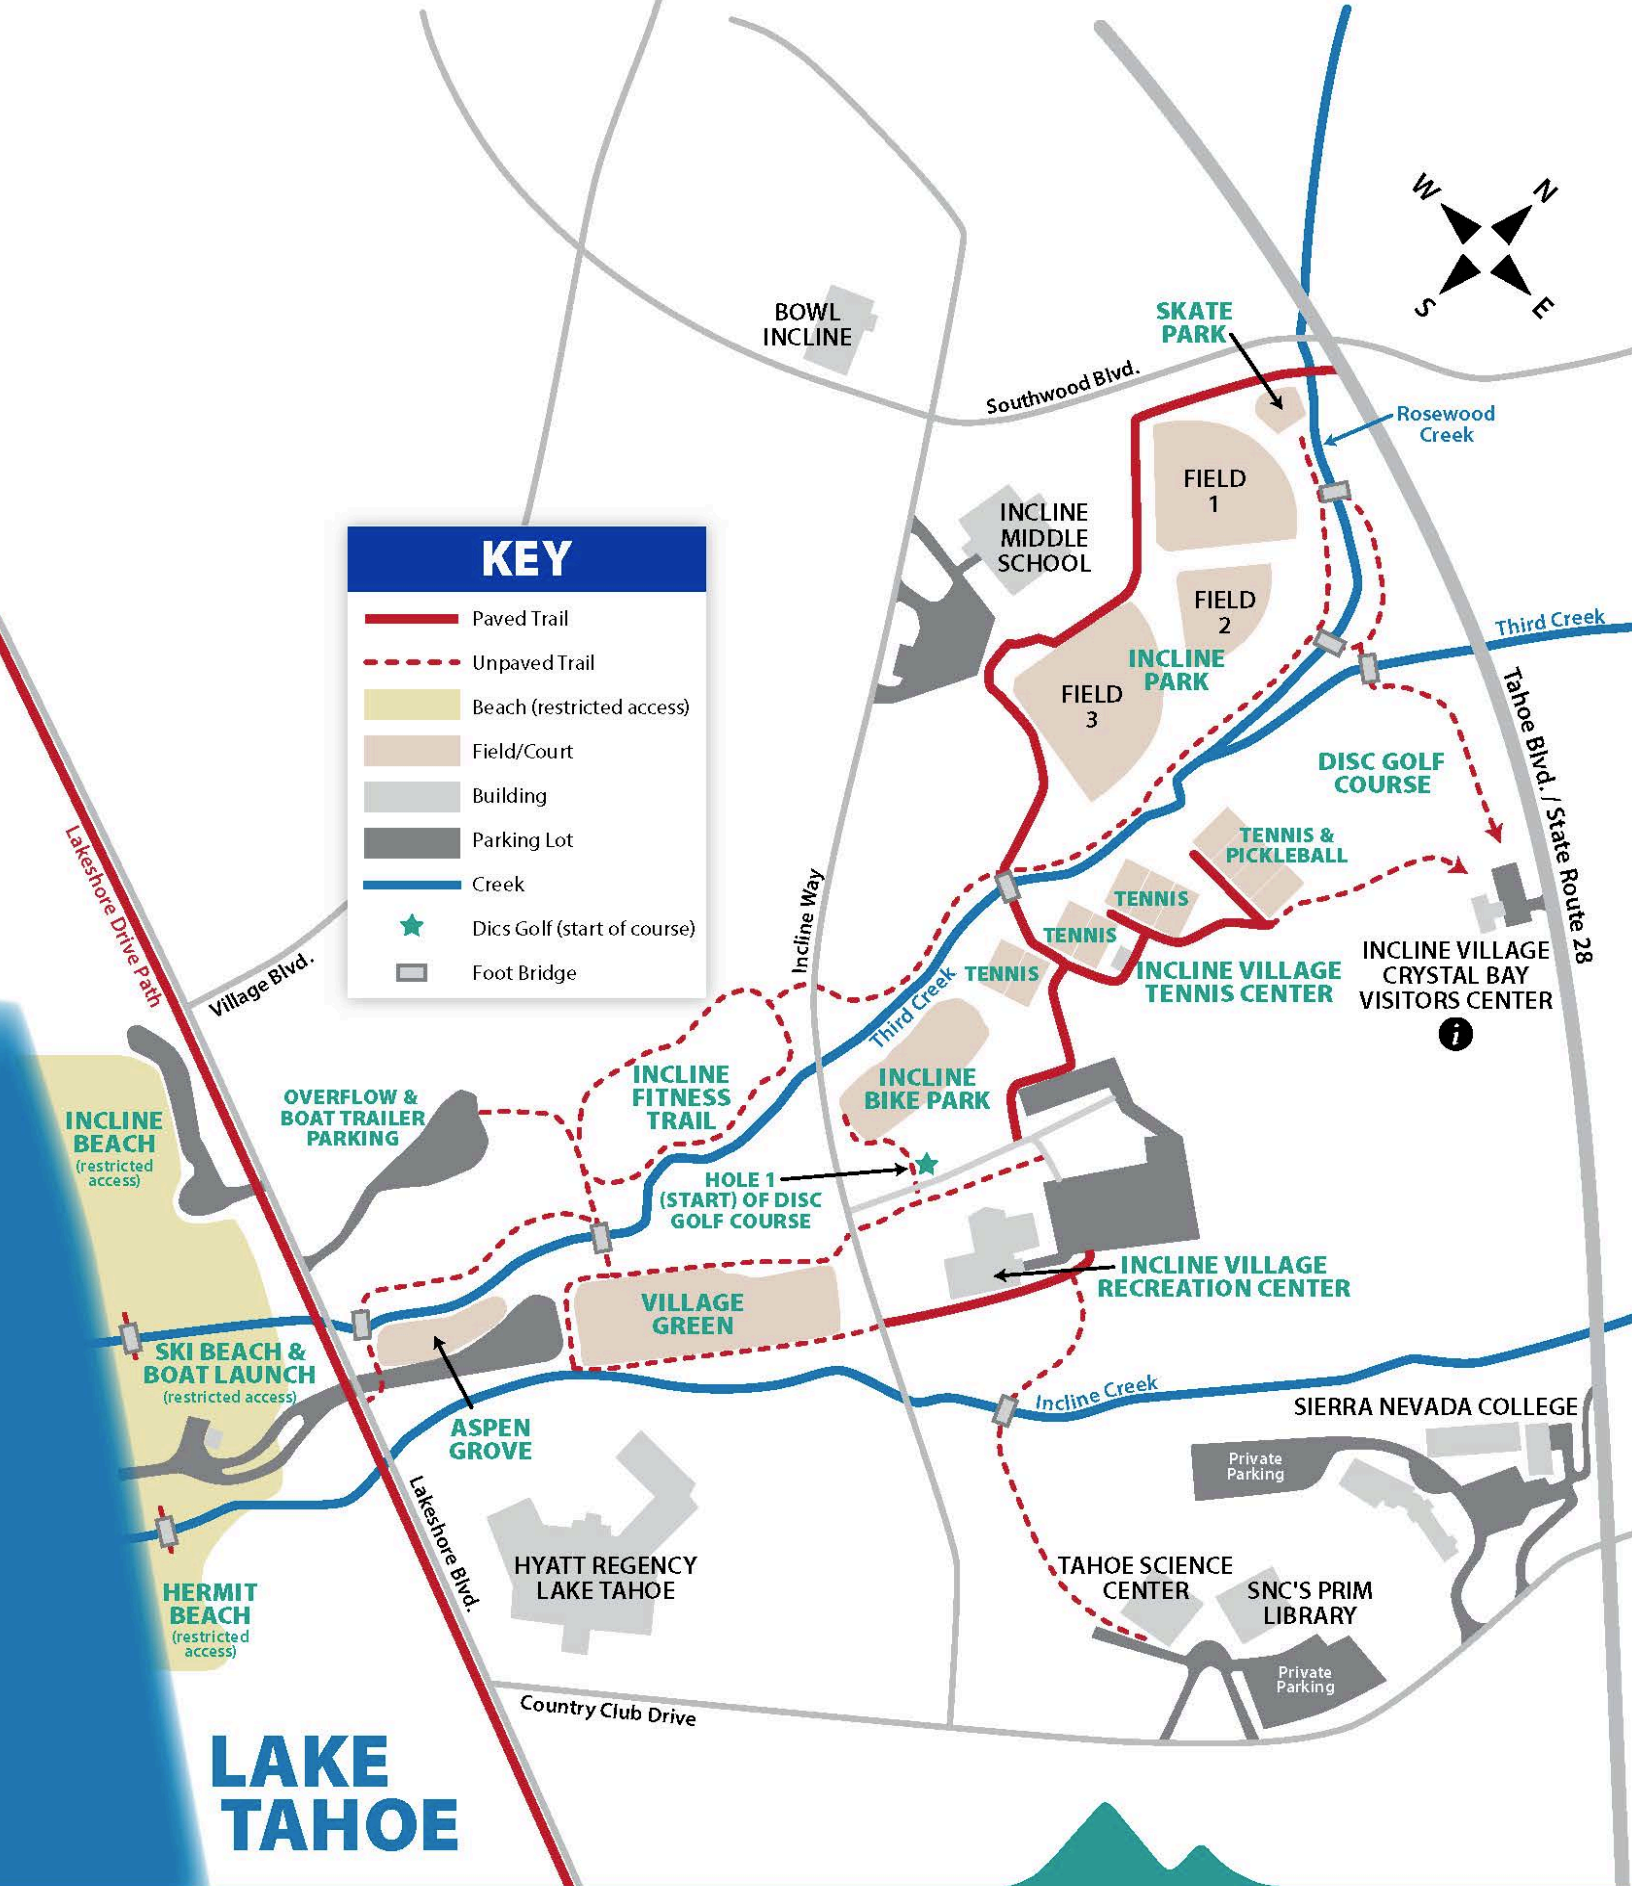 W
N
S
E
SKATE
PARK
BOWL
INCLINE
Southwood Blvd.
Rosewood
Creek
FIELD
1
INCLINE
MIDDLE
SCHOOL
FIELD
2
Third Creek
INCLINE
PARK
FIELD
3
KEY
Paved Trail
Unpaved Trail
Beach (restricted access)
Field/Court
Building
Parking Lot
Creek
Dics Golf (start of course)
Foot Bridge
Tahoe Blvd. / State Route 28
DISC GOLF
COURSE
TENNIS &
PICKLEBALL
TENNIS
TENNIS
TENNIS
INCLINE VILLAGE
TENNIS CENTER
INCLINE VILLAGE
CRYSTAL BAY
VISITORS CENTER
i
Lakeshore Drive Path
Village Blvd.
Incline Way
Third Creek
INCLINE
FITNESS
TRAIL
INCLINE
BIKE PARK
OVERFLOW &
BOAT TRAILER
PARKING
INCLINE
BEACH
(restricted
access)
HOLE 1
(START) OF DISC
GOLF COURSE
INCLINE VILLAGE
RECREATION CENTER
VILLAGE
GREEN
SKI BEACH &
BOAT LAUNCH
(restricted access)
Incline Creek
SIERRA NEVADA COLLEGE
ASPEN
GROVE
Private
Parking
Lakeshore Blvd.
HYATT REGENCY
LAKE TAHOE
TAHOE SCIENCE
CENTER
SNC'S PRIM
LIBRARY
HERMIT
BEACH
(restricted
access)
Private
Parking
Country Club Drive
LAKE
TAHOE